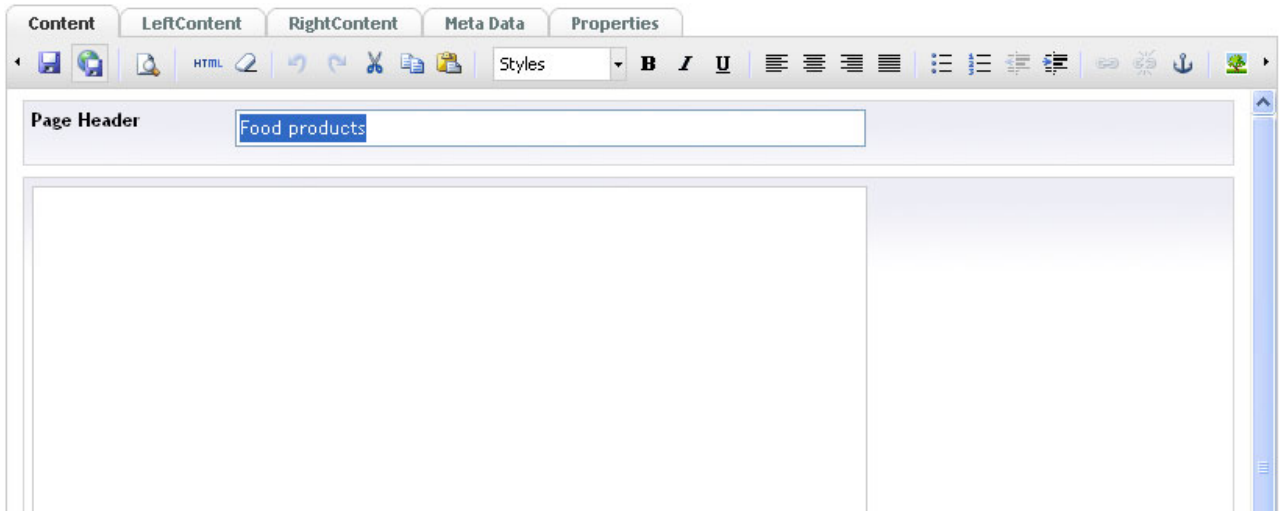 Content LeftContent RightContent Meta Data Properties
HTML Styles B I U
Page Header Food products